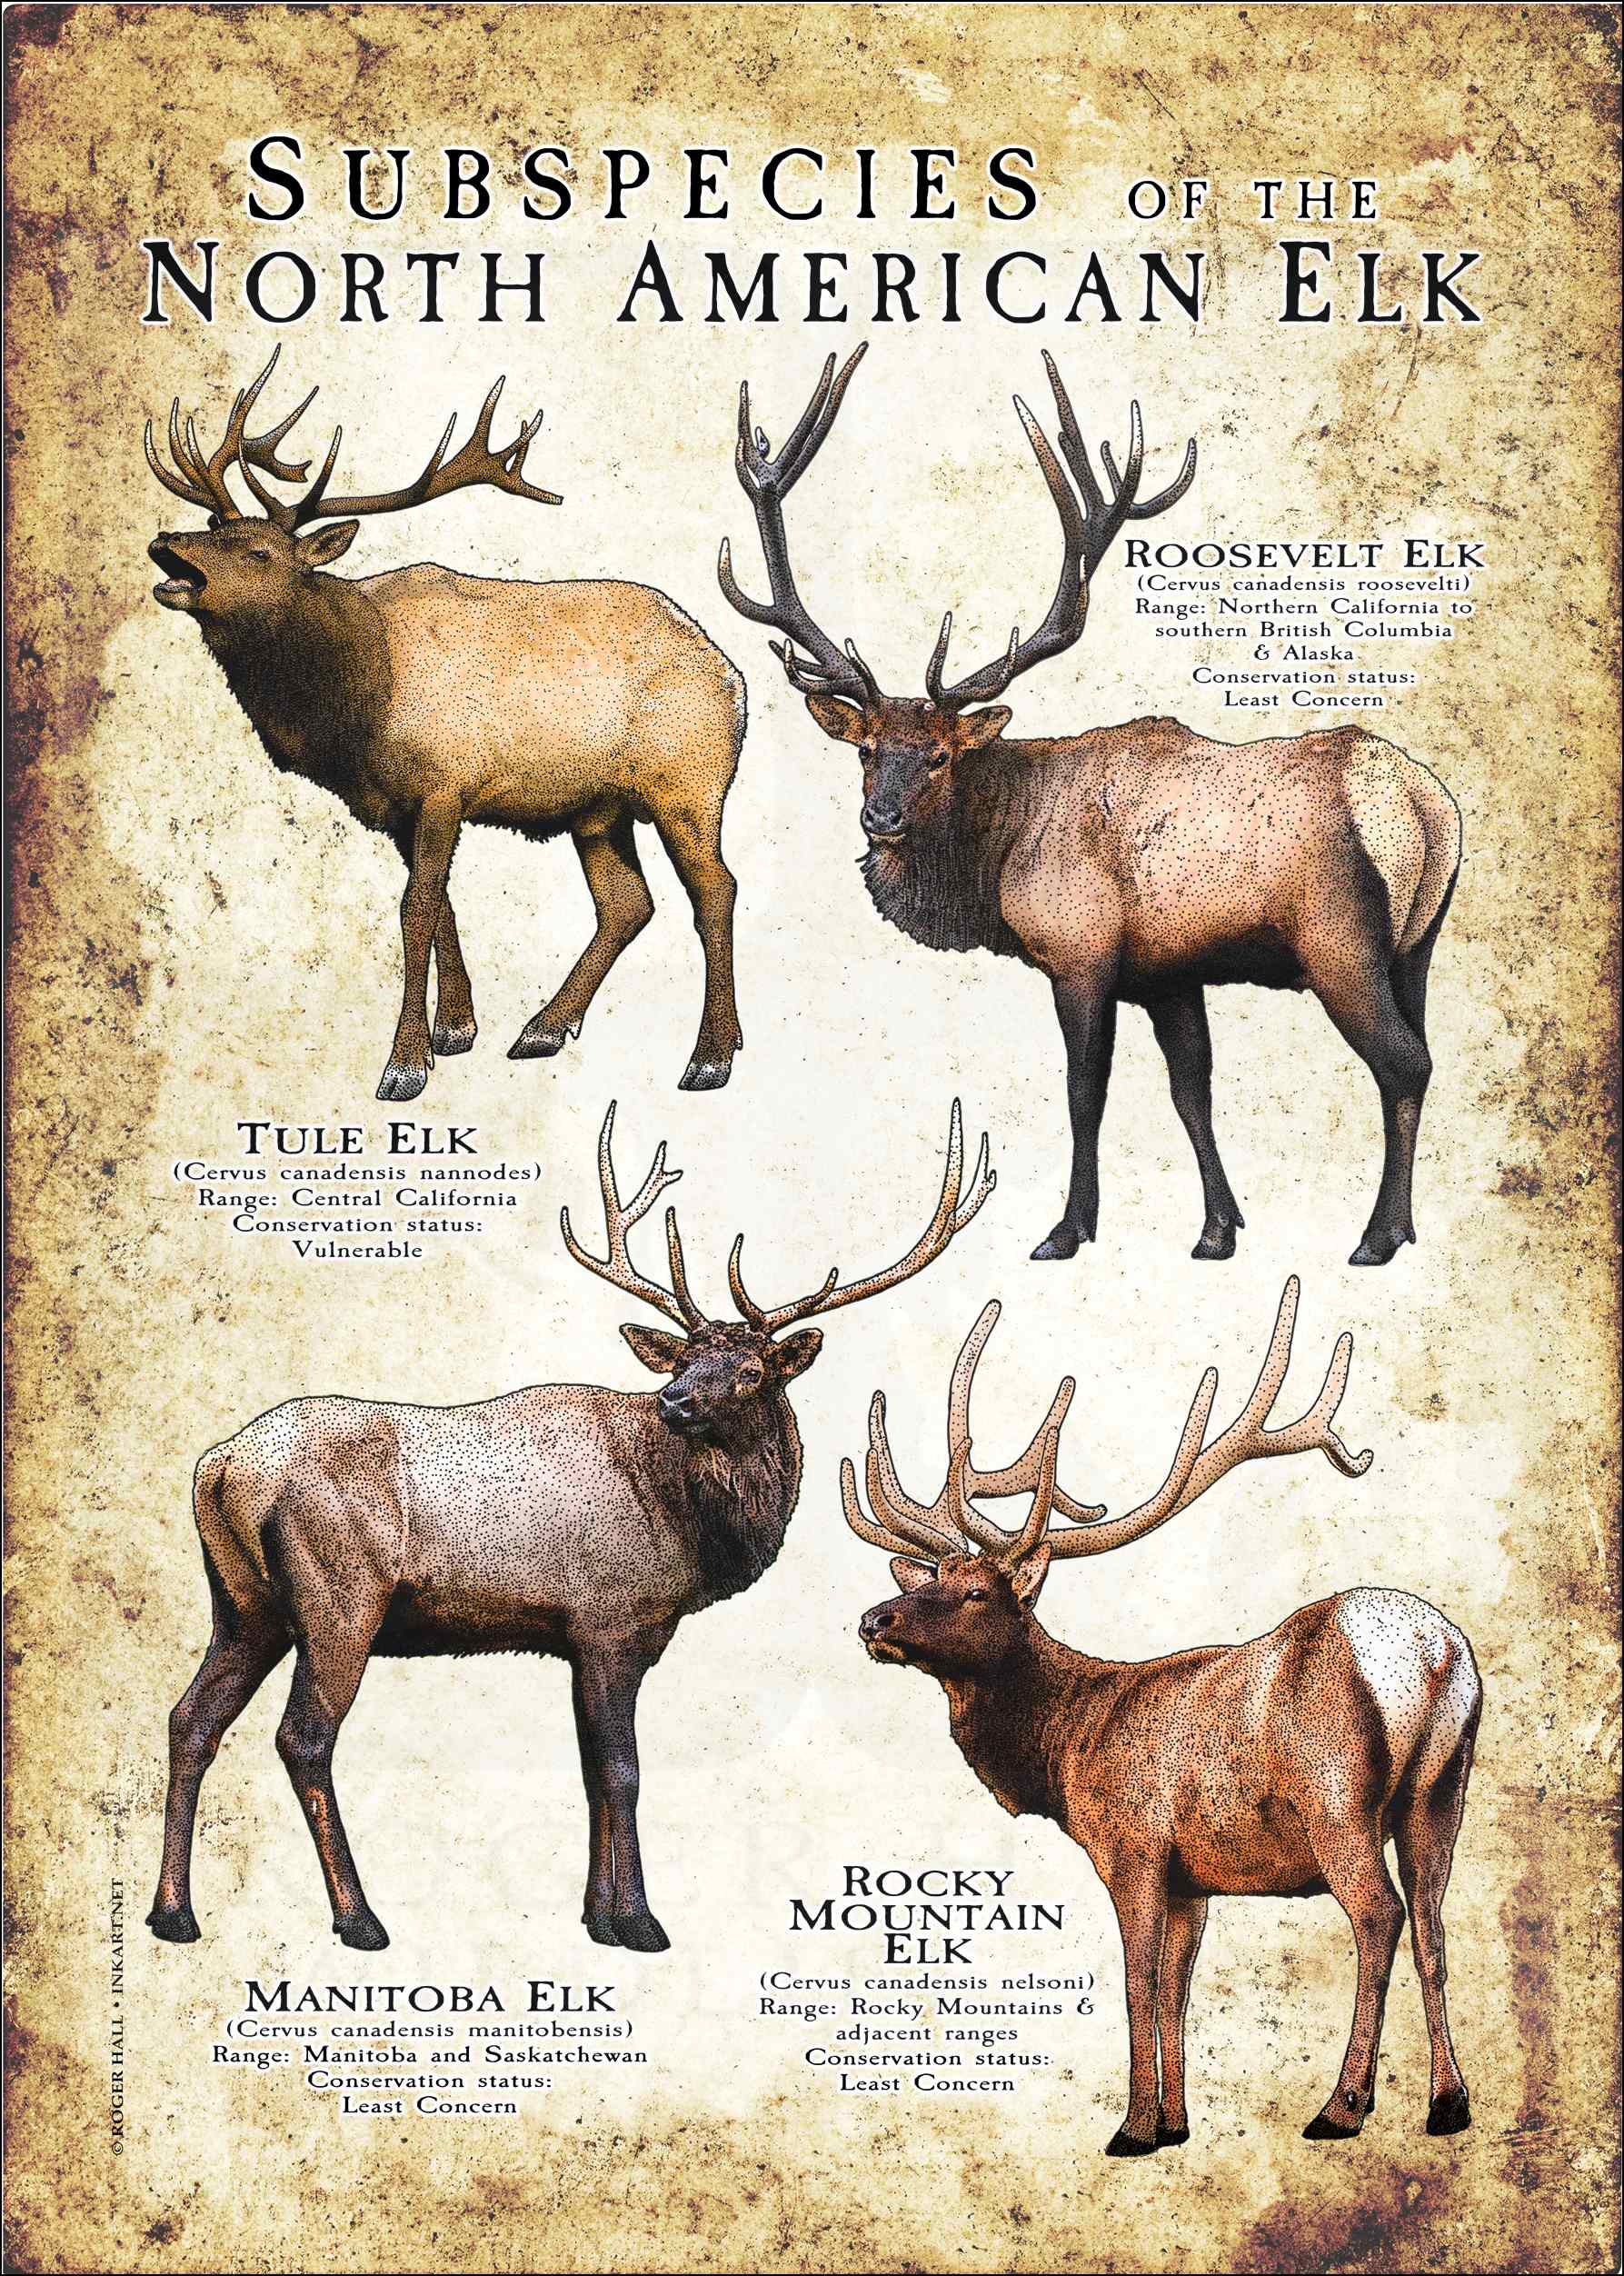 Subspecies of the
North American Elk
Roosevelt Elk
(Cervus canadensis roosevelti)
Range: Northern California to
southern British Columbia
& Alaska
Conservation status:
Least Concern
Tule Elk
(Cervus canadensis nannodes)
Range: Central California
Conservation status:
Vulnerable
Manitoba Elk
(Cervus canadensis manitobensis)
Range: Manitoba and Saskatchewan
Conservation status:
Least Concern
Rocky
Mountain
Elk
(Cervus canadensis nelsoni)
Range: Rocky Mountains &
adjacent ranges
Conservation status:
Least Concern
© ROGER HALL • INKART.NET